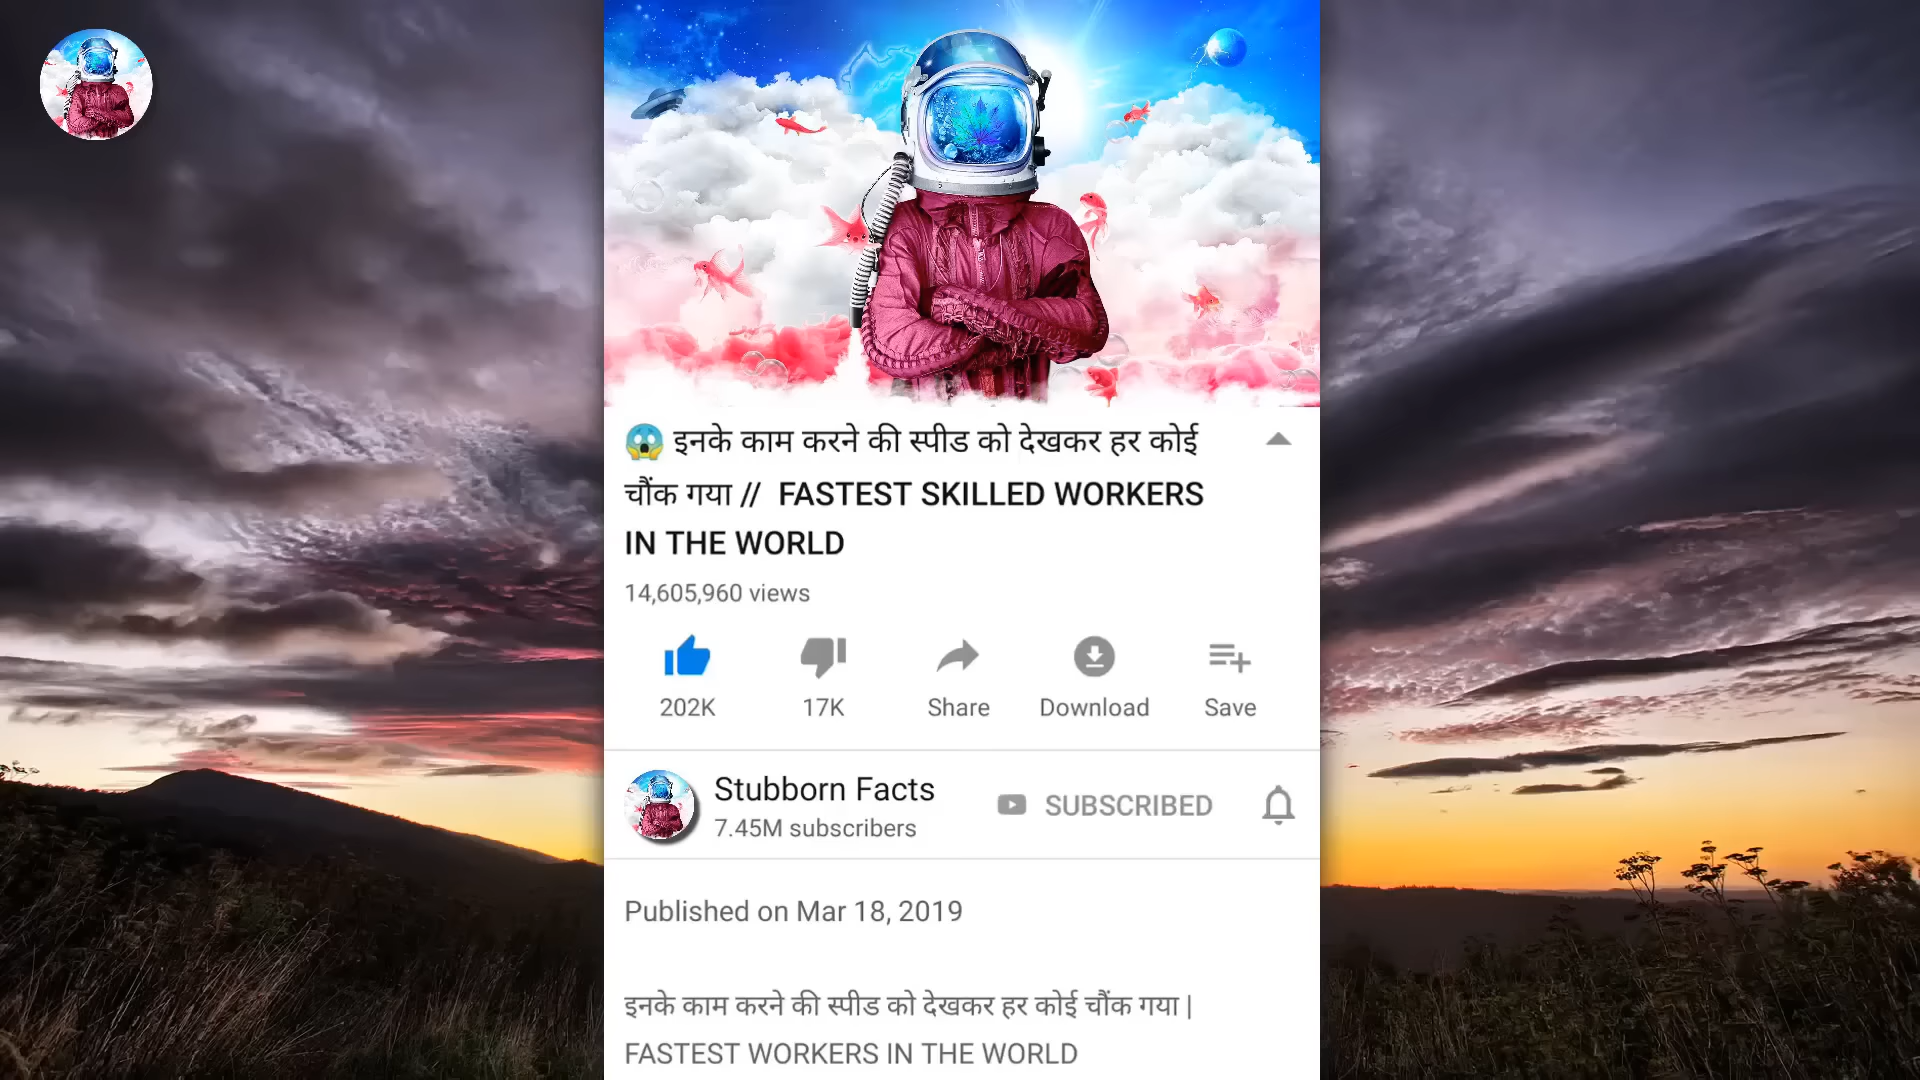 😱 इनके काम करने की स्पीड को देखकर हर कोई
चौंक गया // FASTEST SKILLED WORKERS
IN THE WORLD
14,605,960 views
202K 17K Share Download Save
Stubborn Facts
SUBSCRIBED
7.45M subscribers
Published on Mar 18, 2019
इनके काम करने की स्पीड को देखकर हर कोई चौंक गया |
FASTEST WORKERS IN THE WORLD